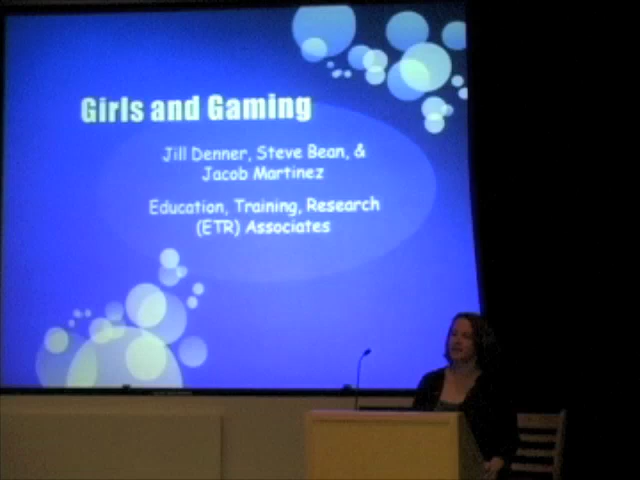 Girls and Gaming
Jill Denner, Steve Bean, &
Jacob Martinez
Education, Training, Research
(ETR) Associates